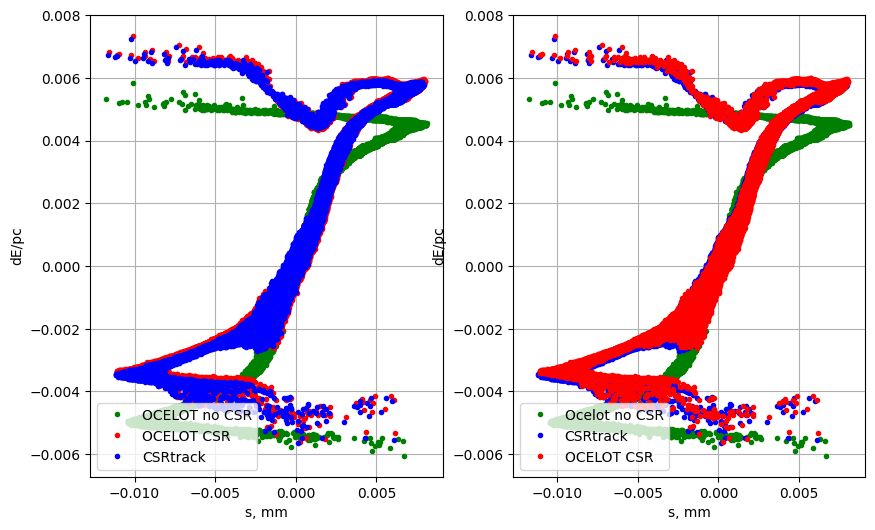 0.008
0.006
0.004
0.002
0.000
−0.002
−0.004
−0.006
dE/pc
−0.010
−0.005
0.000
0.005
s, mm
OCELOT no CSR
OCELOT CSR
CSRtrack
0.008
0.006
0.004
0.002
0.000
−0.002
−0.004
−0.006
dE/pc
−0.010
−0.005
0.000
0.005
s, mm
Ocelot no CSR
CSRtrack
OCELOT CSR